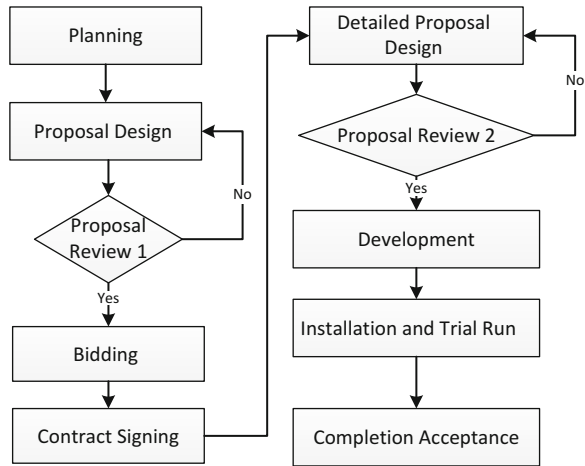 Planning
Proposal Design
No
Proposal
Review 1
Yes
Bidding
Contract Signing
Detailed Proposal
Design
No
Proposal Review 2
Yes
Development
Installation and Trial Run
Completion Acceptance